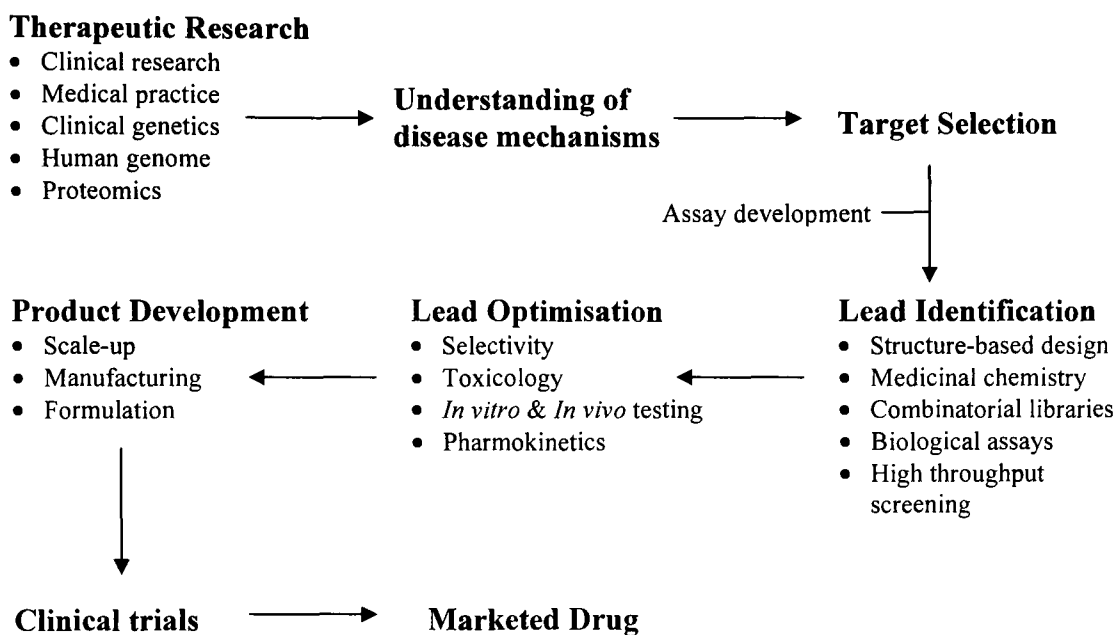 Therapeutic Research
• Clinical research
• Medical practice
• Clinical genetics
• Human genome
• Proteomics
Understanding of
disease mechanisms
Target Selection
Assay development
Lead Identification
• Structure-based design
• Medicinal chemistry
• Combinatorial libraries
• Biological assays
• High throughput
screening
Lead Optimisation
• Selectivity
• Toxicology
• In vitro & In vivo testing
• Pharmokinetics
Product Development
• Scale-up
• Manufacturing
• Formulation
Clinical trials
Marketed Drug